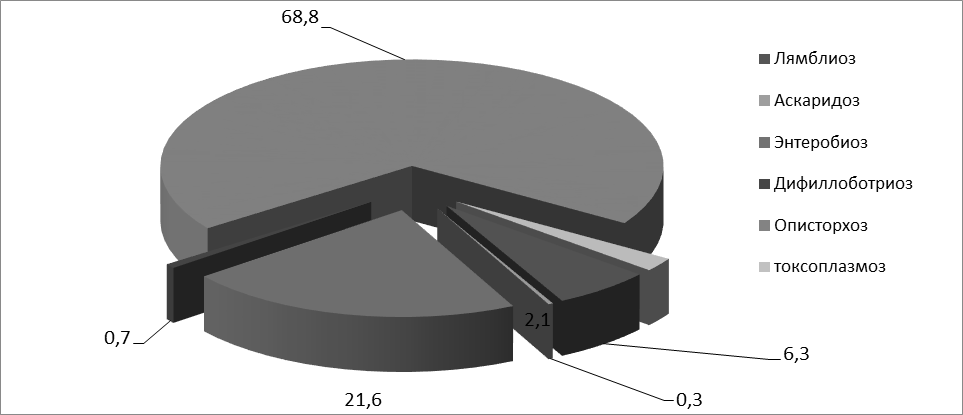 68,8
Лямблиоз
Аскаридоз
Энтеробиоз
Дифиллоботриоз
Описторхоз
токсоплазмоз
2,1
0,7
6,3
21,6
0,3